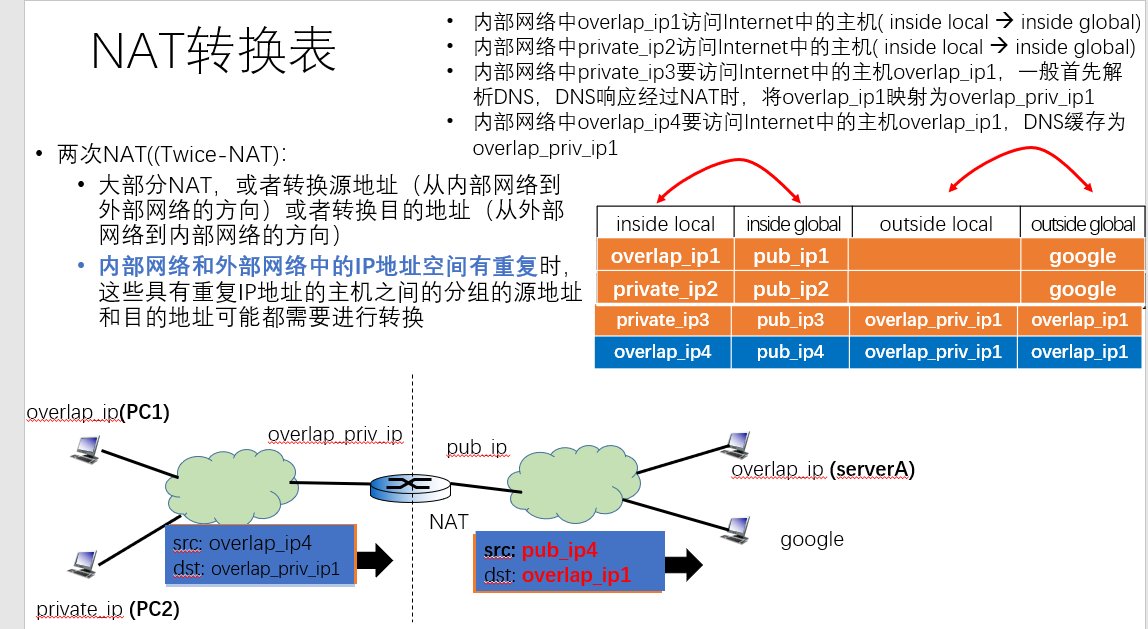 NAT转换表
• 内部网络中overlap_ip1访问Internet中的主机( inside local → inside global)
• 内部网络中private_ip2访问Internet中的主机( inside local → inside global)
• 内部网络中private_ip3要访问Internet中的主机overlap_ip1，一般首先解
析DNS，DNS响应经过NAT时，将overlap_ip1映射为overlap_priv_ip1
• 内部网络中overlap_ip4要访问Internet中的主机overlap_ip1，DNS缓存为
overlap_priv_ip1
• 两次NAT((Twice-NAT)：
• 大部分NAT，或者转换源地址（从内部网络到
外部网络的方向）或者转换目的地址（从外部
网络到内部网络的方向）
• 内部网络和外部网络中的IP地址空间有重复时，
这些具有重复IP地址的主机之间的分组的源地址
和目的地址可能都需要进行转换
inside local inside global outside local outside global
overlap_ip1 pub_ip1 google
private_ip2 pub_ip2 google
private_ip3 pub_ip3 overlap_priv_ip1 overlap_ip1
overlap_ip4 pub_ip4 overlap_priv_ip1 overlap_ip1
overlap_ip(PC1)
overlap_priv_ip
pub_ip
overlap_ip (serverA)
NAT
google
src: overlap_ip4
dst: overlap_priv_ip1
src: pub_ip4
dst: overlap_ip1
private_ip (PC2)